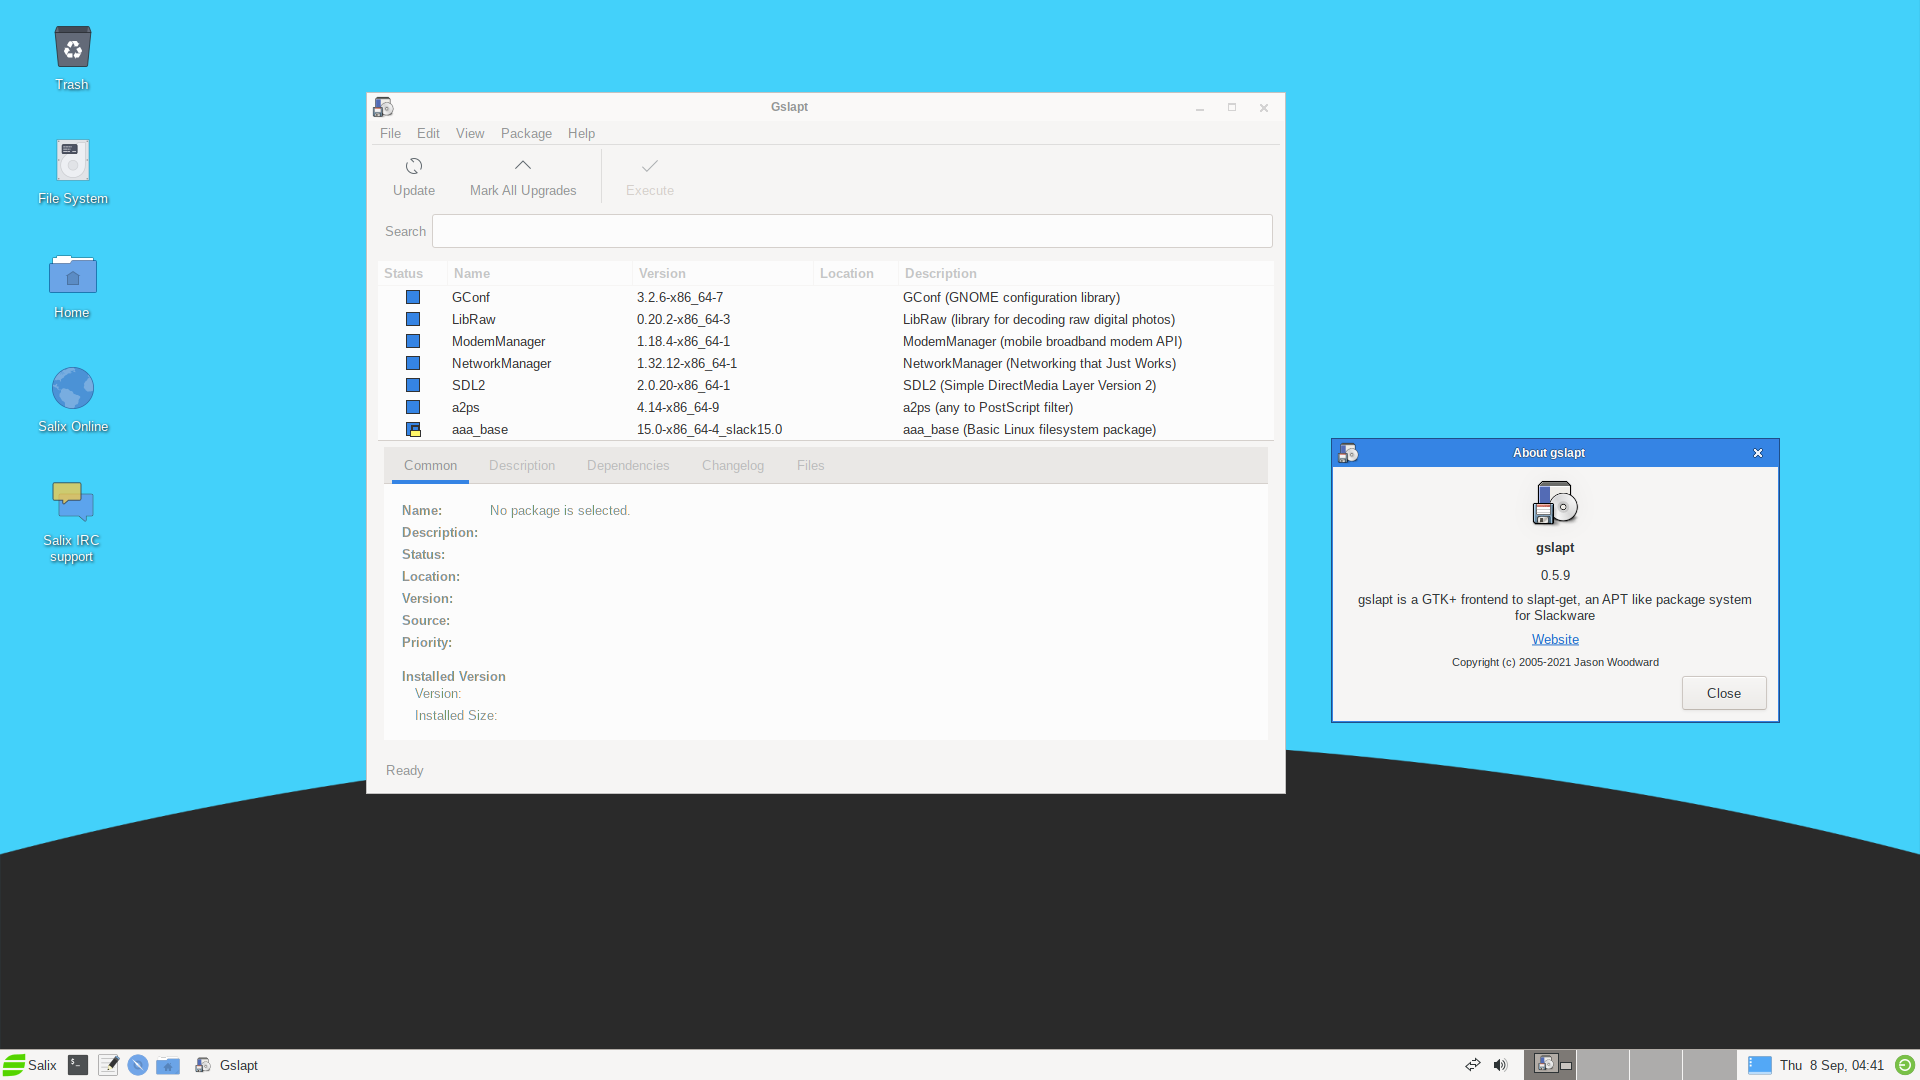 Trash
File System
Home
Salix Online
Salix IRC
support
Gslapt
File Edit View Package Help
Update Mark All Upgrades Execute
Search
Status Name Version Location Description
GConf 3.2.6-x86_64-7 GConf (GNOME configuration library)
LibRaw 0.20.2-x86_64-3 LibRaw (library for decoding raw digital photos)
ModemManager 1.18.4-x86_64-1 ModemManager (mobile broadband modem API)
NetworkManager 1.32.12-x86_64-1 NetworkManager (Networking that Just Works)
SDL2 2.0.20-x86_64-1 SDL2 (Simple DirectMedia Layer Version 2)
a2ps 4.14-x86_64-9 a2ps (any to PostScript filter)
aaa_base 15.0-x86_64-4_slack15.0 aaa_base (Basic Linux filesystem package)
Common Description Dependencies Changelog Files
Name: No package is selected.
Description:
Status:
Location:
Version:
Source:
Priority:
Installed Version
Version:
Installed Size:
Ready
About gslapt
gslapt
0.5.9
gslapt is a GTK+ frontend to slapt-get, an APT like package system
for Slackware
Website
Copyright (c) 2005-2021 Jason Woodward
Close
Salix Gslapt Thu 8 Sep, 04:41